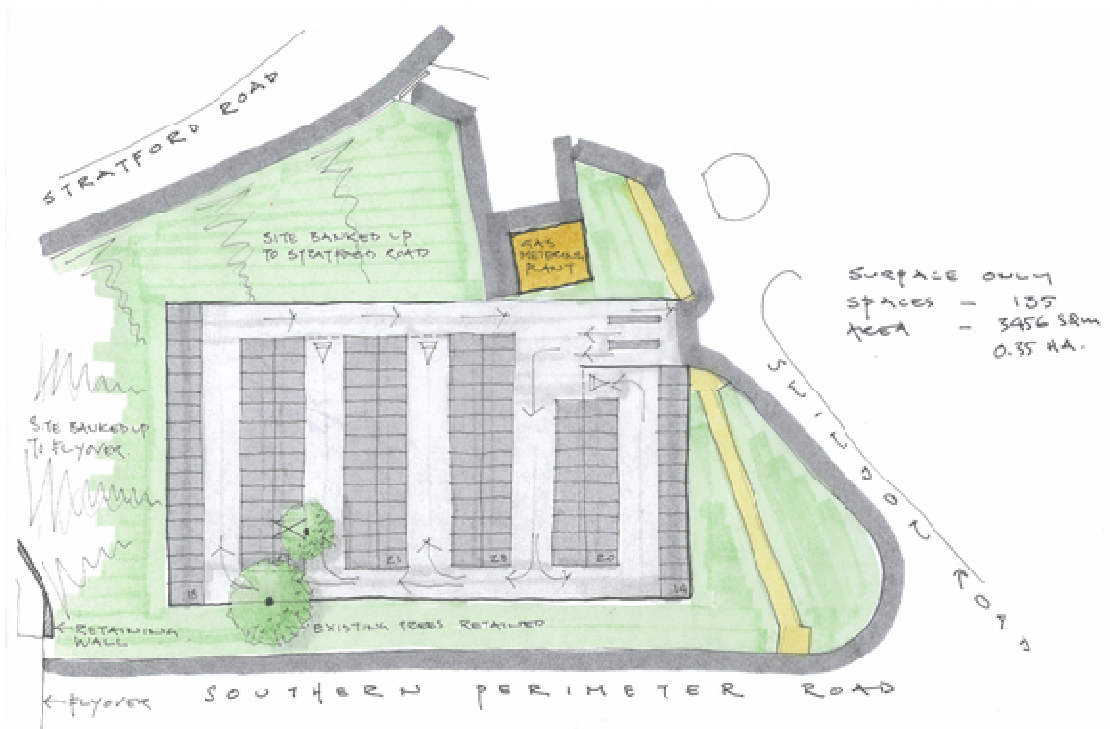 STRATFORD ROAD
SITE BANKED UP
TO STRATFORD ROAD
GAS
METERING
PLANT
SURFACE ONLY
SPACES - 135
AREA - 3456 SQm
0.35 HA.
SWINDON ROAD
SITE BANKED UP
TO FLYOVER
21
20
14
RETAINING
WALL
EXISTING TREES RETAINED
FLYOVER
SOUTHERN PERIMETER ROAD